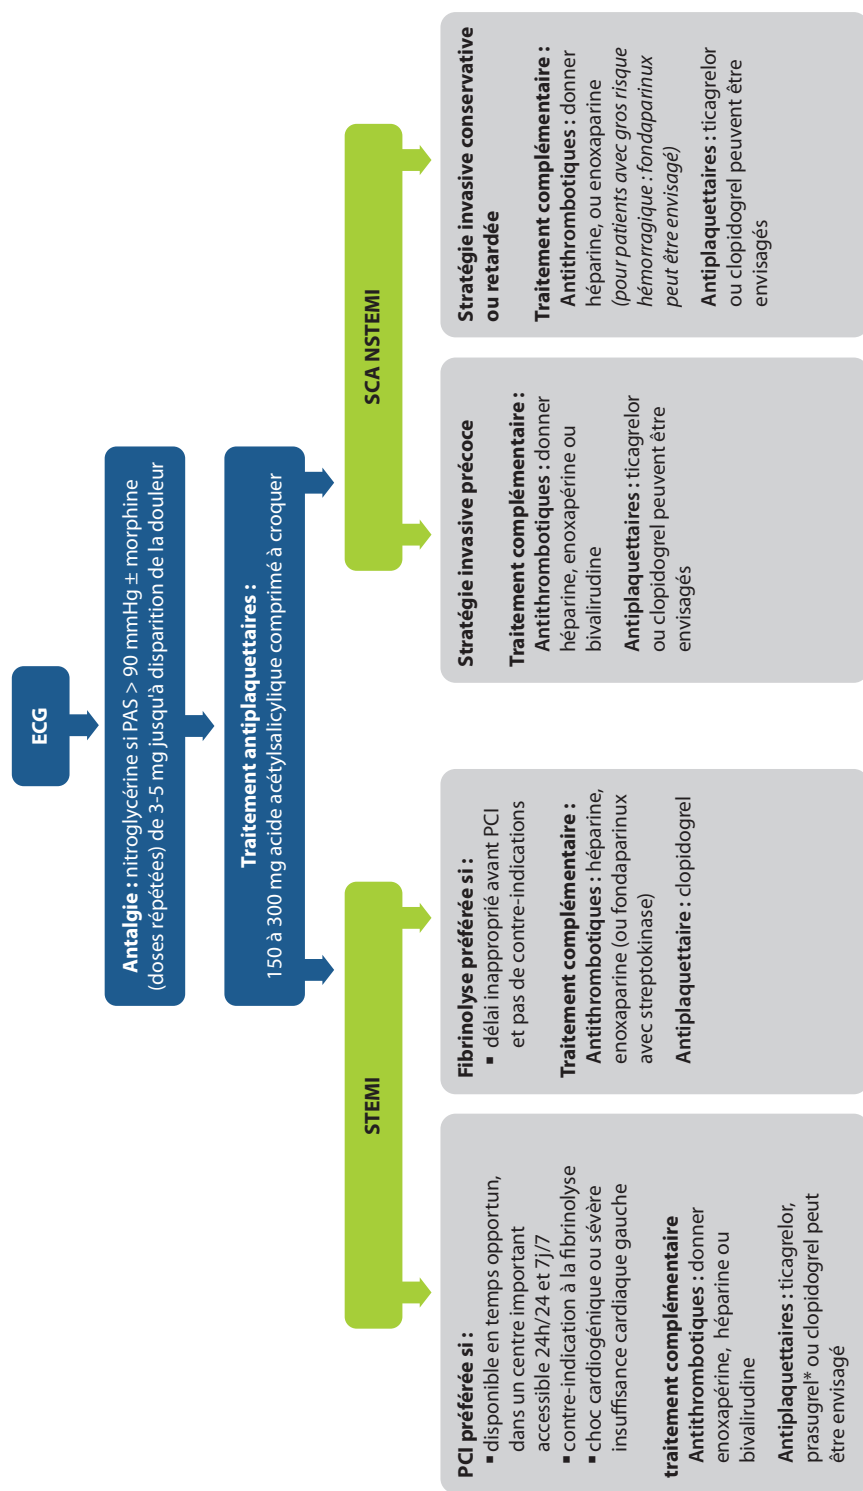 ECG
Antalgie : nitroglycérine si PAS > 90 mmHg ± morphine
(doses répétées) de 3-5 mg jusqu'à disparition de la douleur
Traitement antiplaquettaires :
150 à 300 mg acide acétylsalicylique comprimé à croquer
STEMI
SCA NSTEMI
PCI préférée si :
▪ disponible en temps opportun,
dans un centre important
accessible 24h/24 et 7j/7
▪ contre-indication à la fibrinolyse
▪ choc cardiogénique ou sévère
insuffisance cardiaque gauche
traitement complémentaire
Antithrombotiques : donner
enoxapérine, héparine ou
bivalirudine
Antiplaquettaires : ticagrelor,
prasugrel* ou clopidogrel peut
être envisagé
Fibrinolyse préférée si :
▪ délai inapproprié avant PCI
et pas de contre-indications
Traitement complémentaire :
Antithrombotiques : héparine,
enoxaparine (ou fondaparinux
avec streptokinase)
Antiplaquettaire : clopidogrel
Stratégie invasive précoce
Traitement complémentaire :
Antithrombotiques : donner
héparine, enoxapérine ou
bivalirudine
Antiplaquettaires : ticagrelor
ou clopidogrel peuvent être
envisagés
Stratégie invasive conservative
ou retardée
Traitement complémentaire :
Antithrombotiques : donner
héparine, ou enoxaparine
(pour patients avec gros risque
hémorragique : fondaparinux
peut être envisagé)
Antiplaquettaires : ticagrelor
ou clopidogrel peuvent être
envisagés